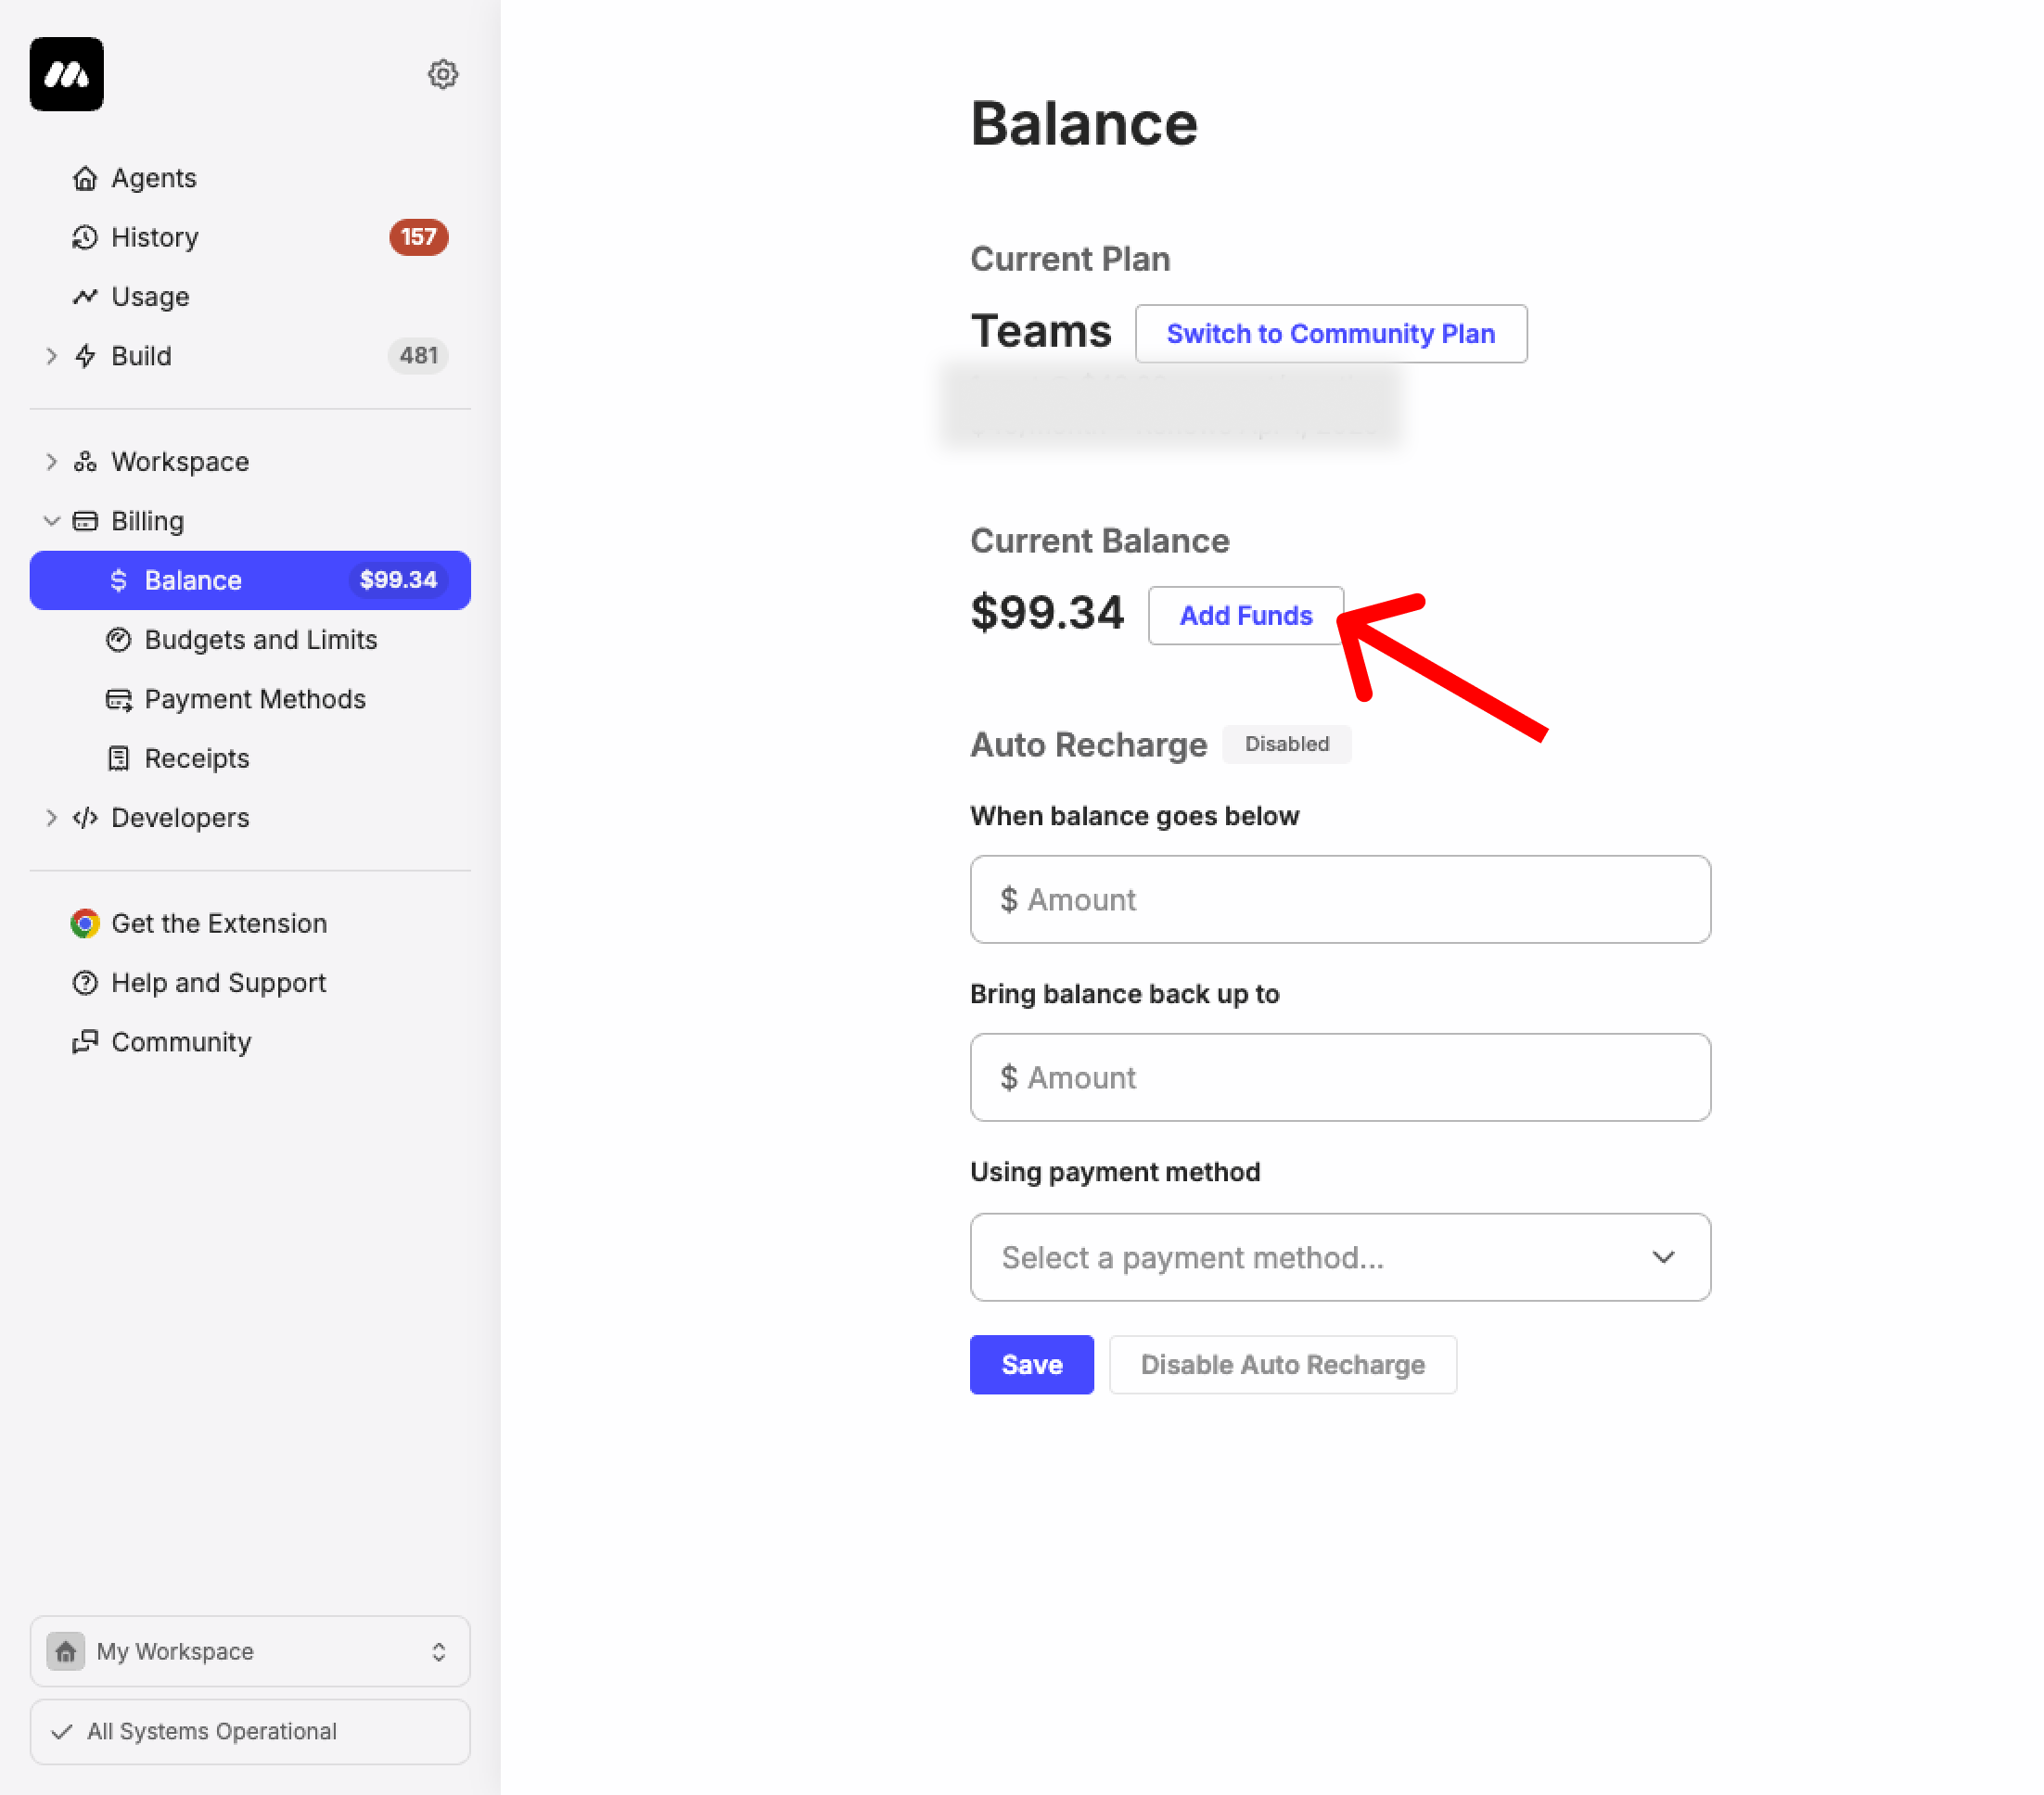 Agents
History 157
Usage
Build 481
Workspace
Billing
$ Balance $99.34
Budgets and Limits
Payment Methods
Receipts
Developers
Get the Extension
Help and Support
Community
My Workspace
All Systems Operational
Balance
Current Plan
Teams Switch to Community Plan
Current Balance
$99.34 Add Funds
Auto Recharge Disabled
When balance goes below
$ Amount
Bring balance back up to
$ Amount
Using payment method
Select a payment method...
Save Disable Auto Recharge